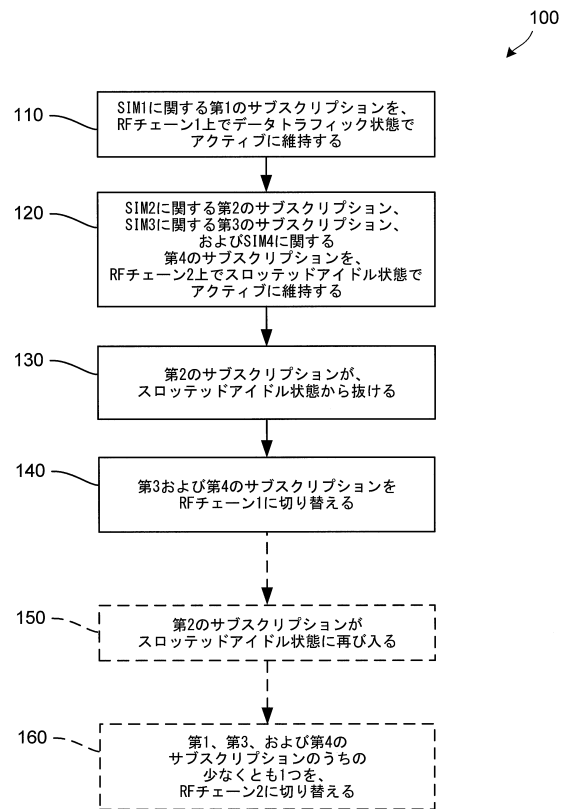 100
110
SIM1に関する第1のサブスクリプションを、
RFチェーン1上でデータトラフィック状態で
アクティブに維持する
120
SIM2に関する第2のサブスクリプション、
SIM3に関する第3のサブスクリプション、
およびSIM4に関する
第4のサブスクリプションを、
RFチェーン2上でスロッテッドアイドル状態で
アクティブに維持する
130
第2のサブスクリプションが、
スロッテッドアイドル状態から抜ける
140
第3および第4のサブスクリプションを
RFチェーン1に切り替える
150
第2のサブスクリプションが
スロッテッドアイドル状態に再び入る
160
第1、第3、および第4の
サブスクリプションのうちの
少なくとも1つを、
RFチェーン2に切り替える